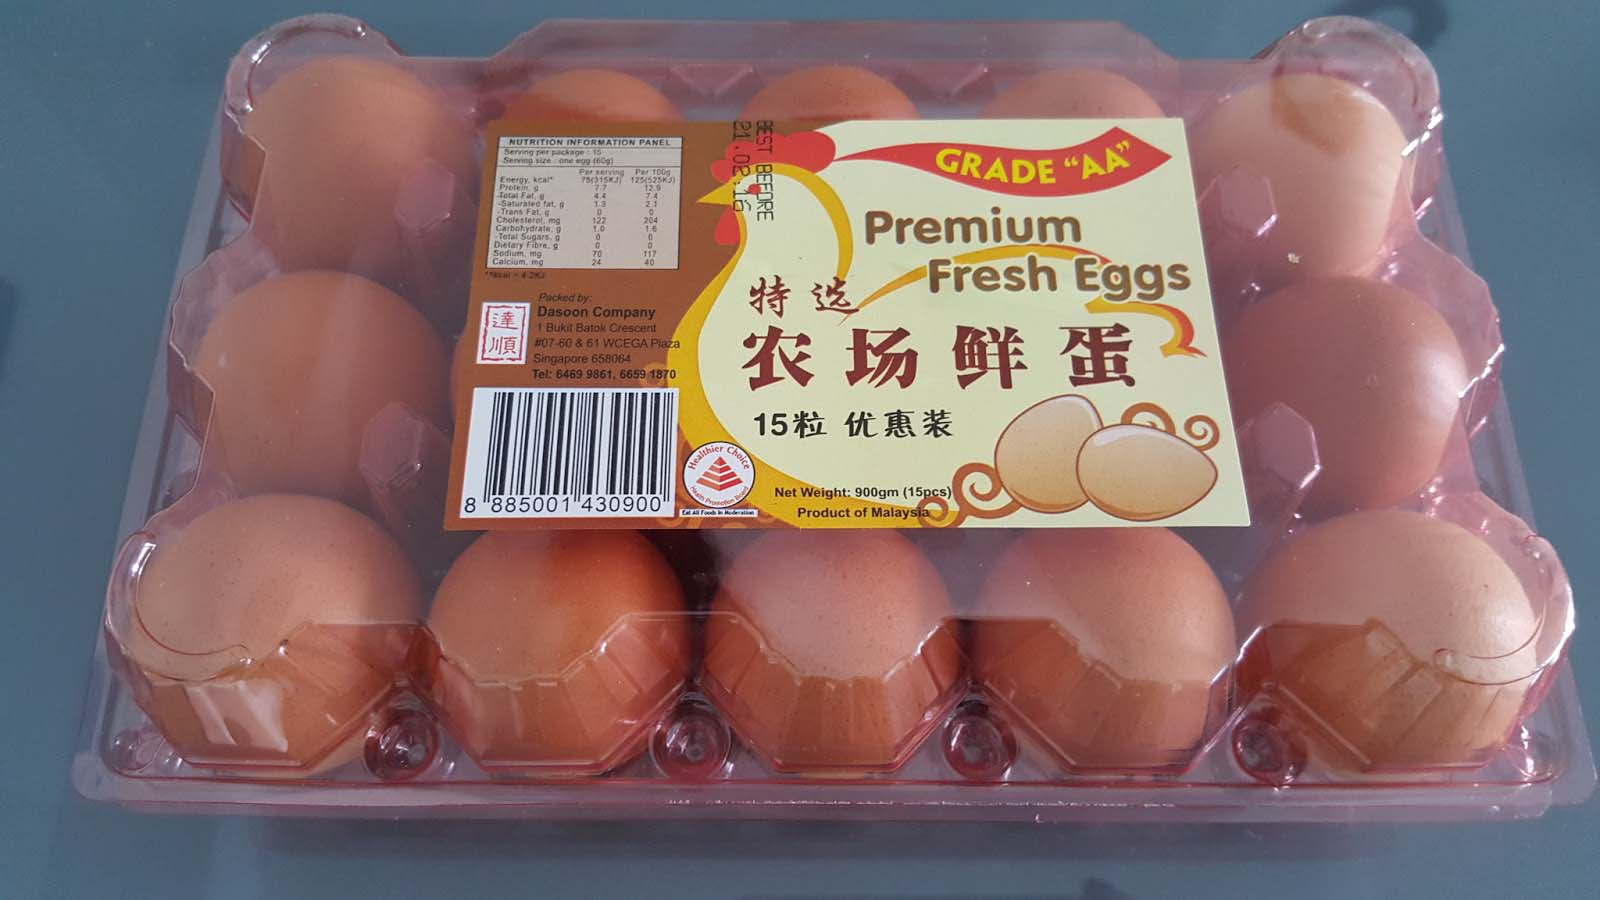 NUTRITION INFORMATION PANEL
Serving per package : 15
Serving size : one egg (60g)
Per serving Per 100g
Energy, kcal* 75(315KJ) 125(525KJ)
Protein, g 7.7 12.9
-Total Fat, g 4.4 7.4
-Saturated fat, g 1.3 2.1
-Trans Fat, g 0 0
Cholesterol, mg 122 204
Carbohydrate, g 1.0 1.6
-Total Sugars, g 0 0
Dietary Fibre, g 0 0
Sodium, mg 70 117
Calcium, mg 24 40
= 4.2KJ
達順
Packed by:
Dasoon Company
1 Bukit Batok Crescent
#07-60 & 61 WCEGA Plaza
Singapore 658064
Tel: 6469 9861, 6659 1870
8 885001 430900
Healthier Choice
Health Promotion Board
Eat All Foods In Moderation
BEST BEFORE
21.02.16
GRADE “AA”
Premium
Fresh Eggs
特选
农场鲜蛋
15粒 优惠装
Net Weight: 900gm (15pcs)
Product of Malaysia